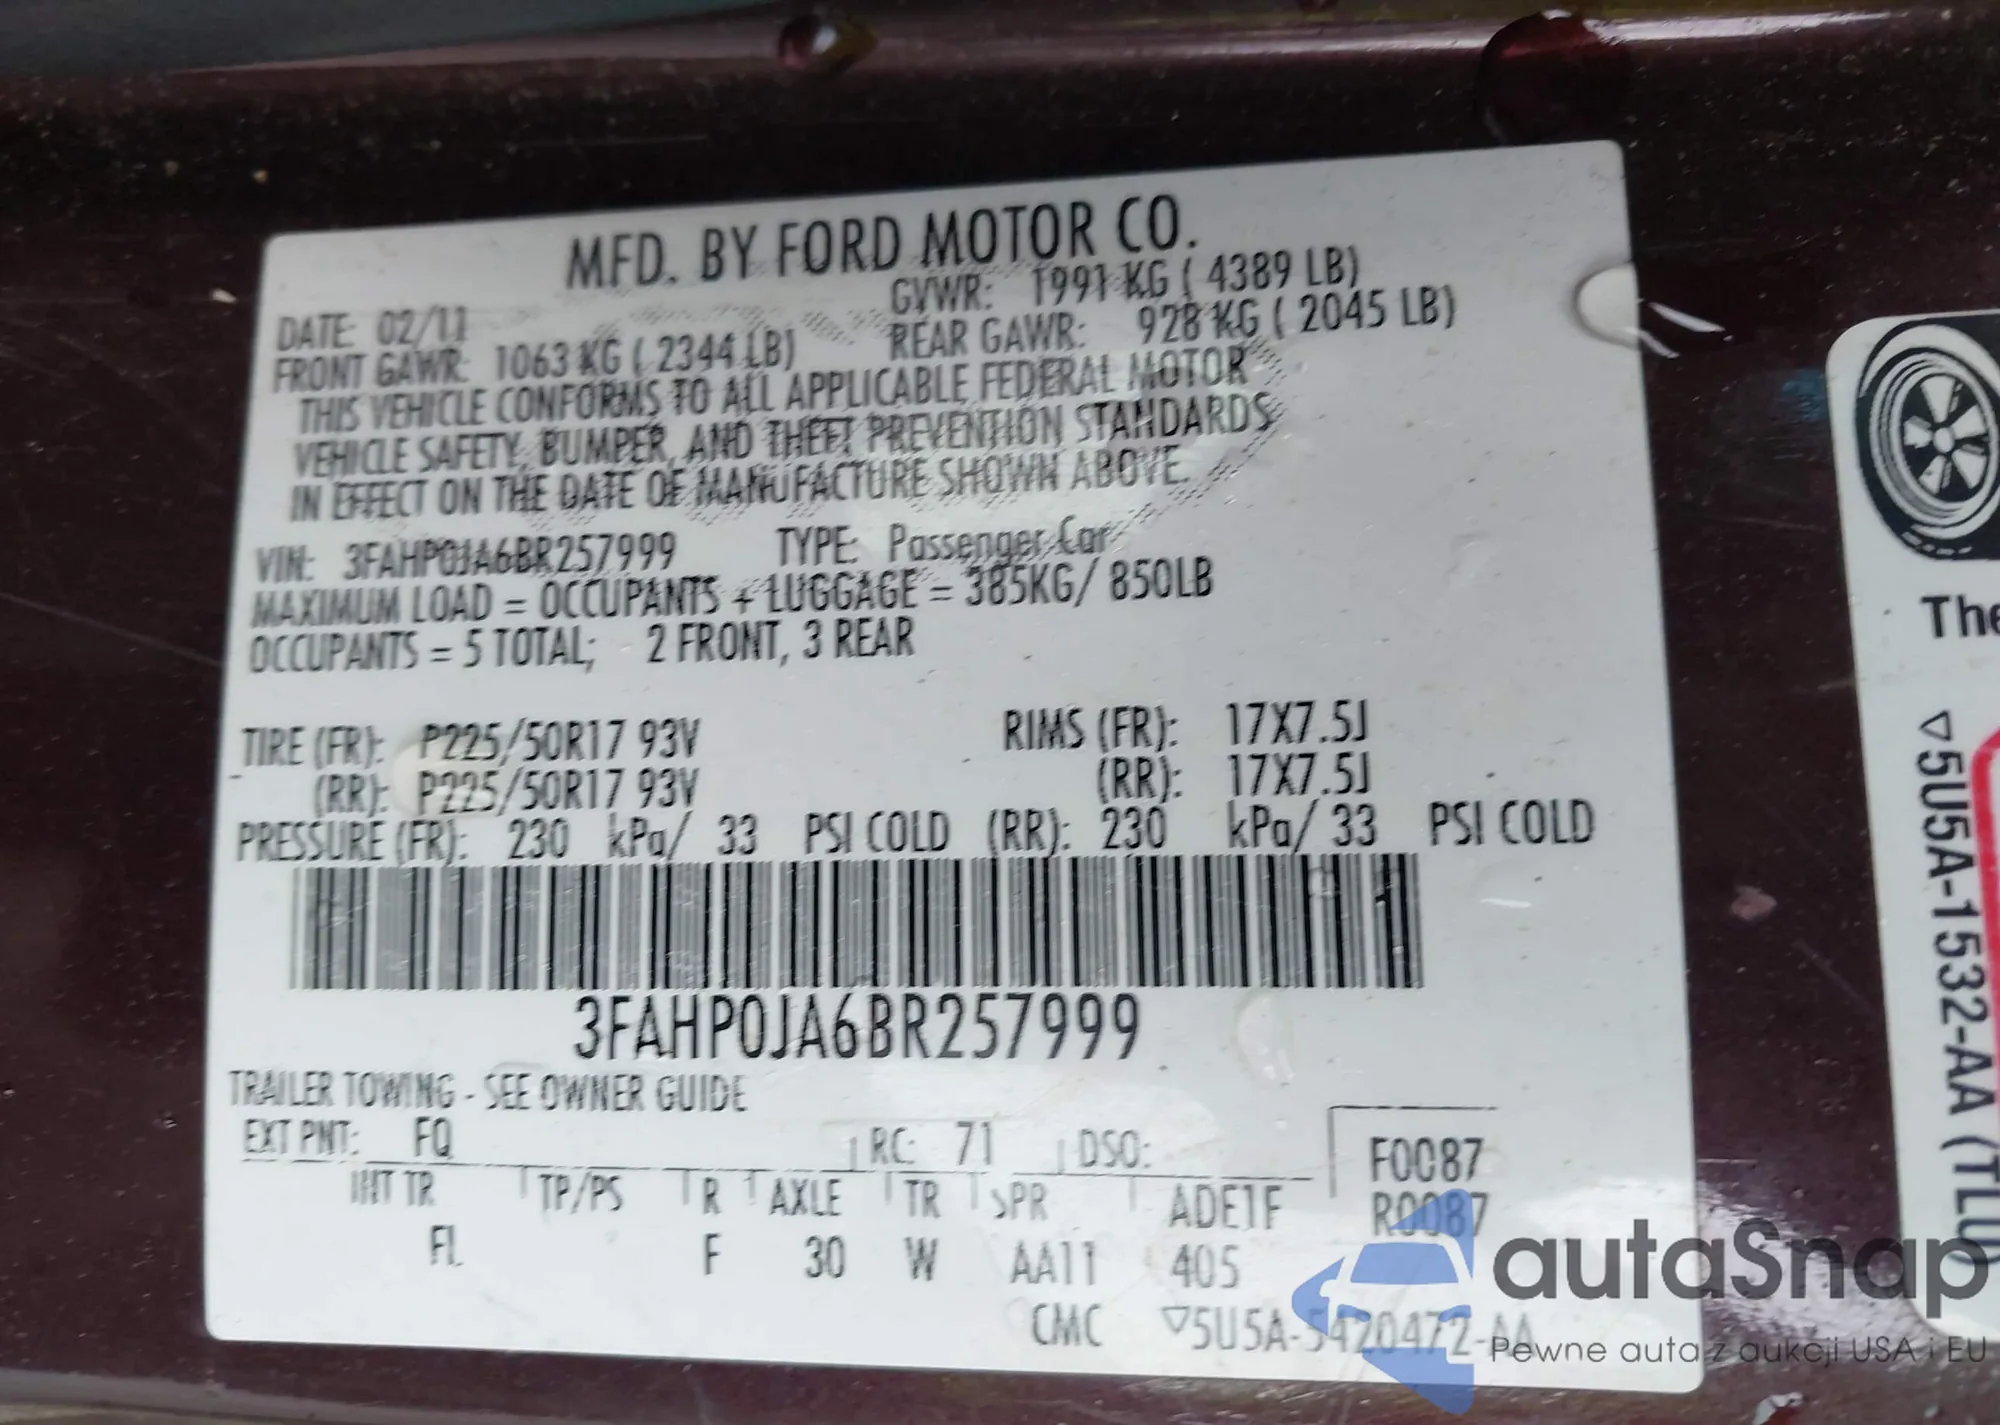 MFD. BY FORD MOTOR CO.
DATE: 02/11 GVWR: 1991 KG ( 4389 LB)
FRONT GAWR: 1063 KG ( 2344 LB) REAR GAWR: 928 KG ( 2045 LB)
THIS VEHICLE CONFORMS TO ALL APPLICABLE FEDERAL MOTOR
VEHICLE SAFETY, BUMPER, AND THEFT PREVENTION STANDARDS
IN EFFECT ON THE DATE OF MANUFACTURE SHOWN ABOVE.
VIN: 3FAHP0JA6BR257999 TYPE: Passenger Car
MAXIMUM LOAD = OCCUPANTS + LUGGAGE = 385KG/ 850LB
OCCUPANTS = 5 TOTAL; 2 FRONT, 3 REAR
TIRE (FR): P225/50R17 93V RIMS (FR): 17X7.5J
(RR): P225/50R17 93V (RR): 17X7.5J
PRESSURE (FR): 230 kPa/ 33 PSI COLD (RR): 230 kPa/ 33 PSI COLD
3FAHP0JA6BR257999
TRAILER TOWING - SEE OWNER GUIDE
EXT PNT: FQ RC: 71 DSO: F0087
INT TR TP/PS R AXLE TR SPR ADE1F R0087
FL F 30 W AA11 405
CMC ▽5U5A-5420472-AA
The
▽5U5A-1532-AA (TLU)
autaSnap
Pewne auta z aukcji USA i EU